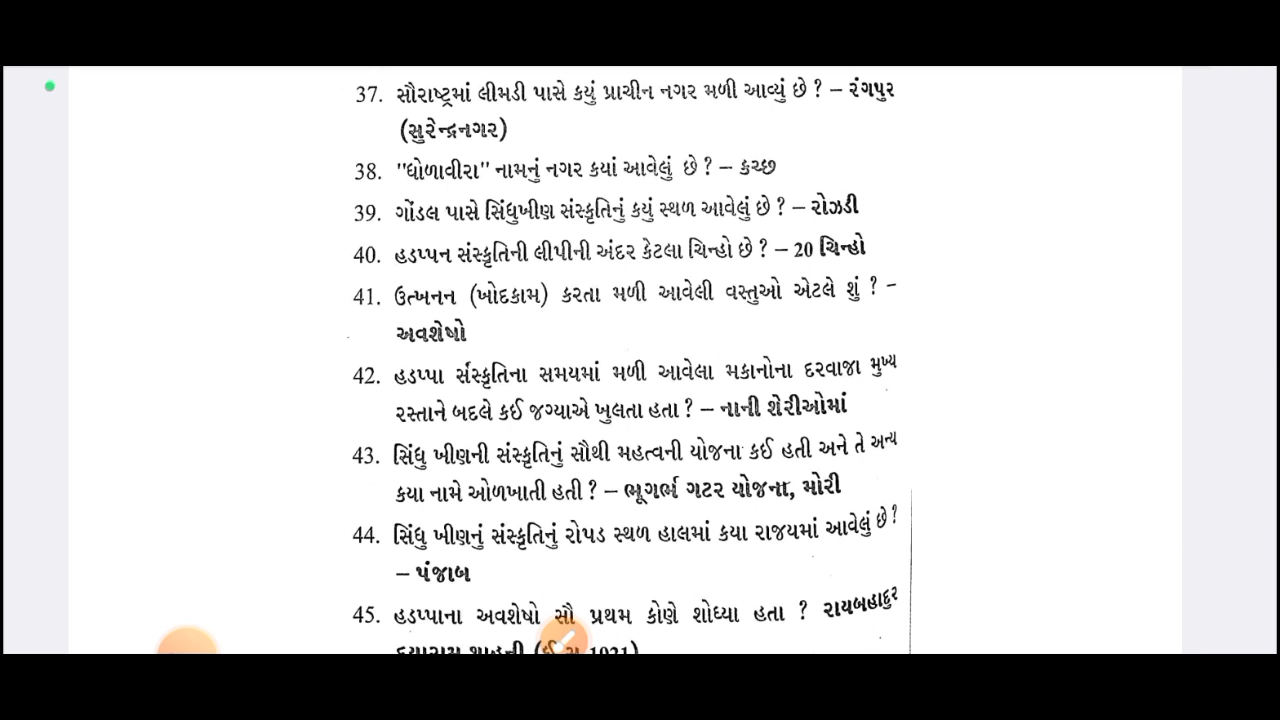 37. સૌરાષ્ટ્રમાં લીમડી પાસે કયું પ્રાચીન નગર મળી આવ્યું છે ? – રંગપુર
(સુરેન્દ્રનગર)
38. "ધોળાવીરા" નામનું નગર કયાં આવેલું છે ? – કચ્છ
39. ગોંડલ પાસે સિંધુખીણ સંસ્કૃતિનું કયું સ્થળ આવેલું છે ? – રોઝડી
40. હડપ્પન સંસ્કૃતિની લીપીની અંદર કેટલા ચિન્હો છે ? – 20 ચિન્હો
41. ઉત્ખનન (ખોદકામ) કરતા મળી આવેલી વસ્તુઓ એટલે શું ? –
અવશેષો
42. હડપ્પા ર્સંસ્કૃતિના સમયમાં મળી આવેલા મકાનોના દરવાજા મુખ્ય
રસ્તાને બદલે કઈ જગ્યાએ ખુલતા હતા ? – નાની શેરીઓમાં
43. સિંધુ ખીણની સંસ્કૃતિનું સૌથી મહત્વની યોજના કઈ હતી અને તે અન્ય
કયા નામે ઓળખાતી હતી ? – ભૂગર્ભ ગટર યોજના, મોરી
44. સિંધુ ખીણનું સંસ્કૃતિનું રોપડ સ્થળ હાલમાં કયા રાજયમાં આવેલું છે ?
– પંજાબ
45. હડપ્પાના અવશેષો સૌ પ્રથમ કોણે શોધ્યા હતા ? રાયબહાદુર